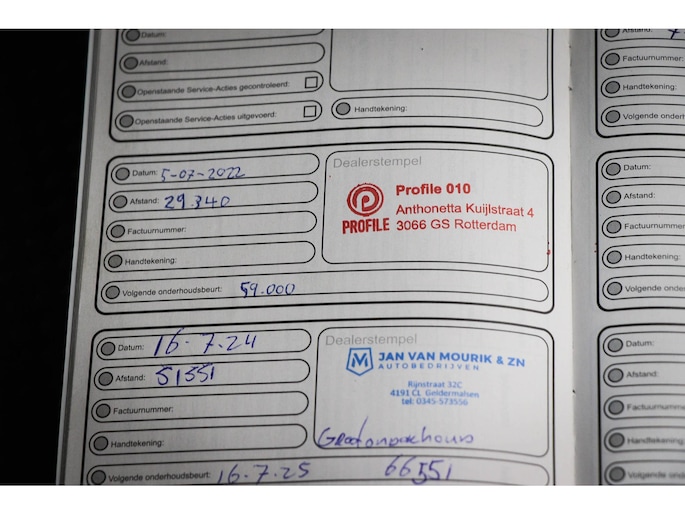 Datum:
Afstand:
Openstaande Service-Acties gecontroleerd:
Openstaande Service-Acties uitgevoerd:
Handtekening:
Datum: 5-07-2022
Afstand: 29.340
Factuurnummer:
Handtekening:
Volgende onderhoudsbeurt: 59.000
Dealerstempel
PROFILE
Profile 010
Anthonetta Kuijlstraat 4
3066 GS Rotterdam
Datum: 16-7.24
Afstand: 51551
Factuurnummer:
Handtekening:
Volgende onderhoudsbeurt: 16.7.25 66551
Dealerstempel
JAN VAN MOURIK & ZN
AUTOBEDRIJVEN
Rijnstraat 32C
4191 CL Geldermalsen
tel: 0345-573556
Afstand:
Factuurnummer:
Handtekening:
Volgende onderh
Datum:
Afstand:
Factuurnummer:
Handtekening:
Volgende onde
Datum:
Afstand:
Factuurnummer:
Handtekening:
Volgende onde